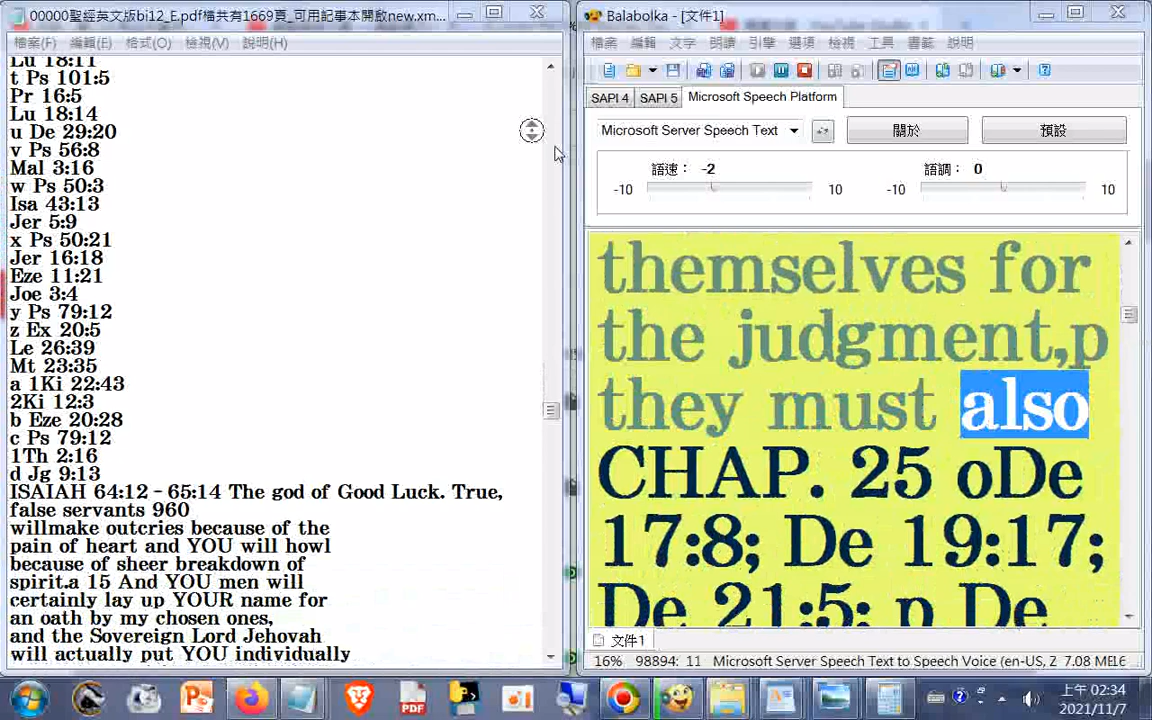 00000聖經英文版bi12_E.pdf檔共有1669頁_可用記事本開啟new.xm...
檔案(F) 編輯(E) 格式(O) 檢視(V) 說明(H)
Lu 18:11
t Ps 101:5
Pr 16:5
Lu 18:14
u De 29:20
v Ps 56:8
Mal 3:16
w Ps 50:3
Isa 43:13
Jer 5:9
x Ps 50:21
Jer 16:18
Eze 11:21
Joe 3:4
y Ps 79:12
z Ex 20:5
Le 26:39
Mt 23:35
a 1Ki 22:43
2Ki 12:3
b Eze 20:28
c Ps 79:12
1Th 2:16
d Jg 9:13
ISAIAH 64:12–65:14 The god of Good Luck. True,
false servants 960
willmake outcries because of the
pain of heart and YOU will howl
because of sheer breakdown of
spirit.a 15 And YOU men will
certainly lay up YOUR name for
an oath by my chosen ones,
and the Sovereign Lord Jehovah
will actually put YOU individually
Balabolka - [文件1]
檔案 編輯 文字 朗讀 引擎 選項 檢視 工具 書籤 說明
SAPI 4 SAPI 5 Microsoft Speech Platform
Microsoft Server Speech Text 關於 預設
語速： -2 語調： 0
-10 10 -10 10
themselves for
the judgment,p
they must also
CHAP. 25 oDe
17:8; De 19:17;
De 21:5; p De
文件1
16% 98894: 11 Microsoft Server Speech Text to Speech Voice (en-US, Z 7.08 ME
上午 02:34
2021/11/7